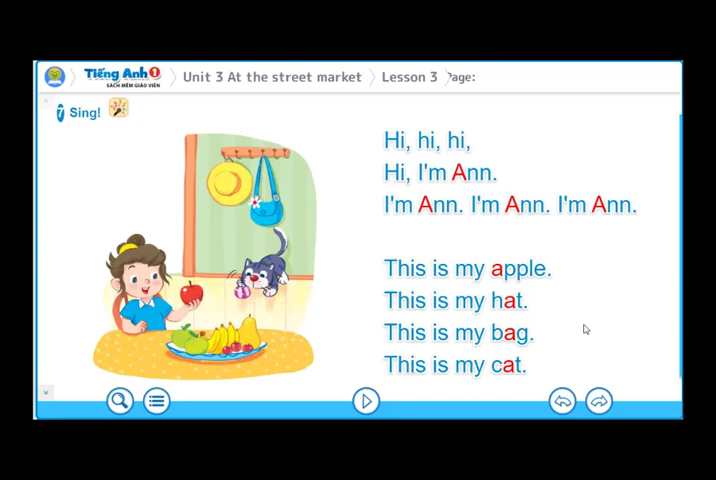 Tiếng Anh 1
SÁCH MỀM GIÁO VIÊN
Unit 3 At the street market
Lesson 3
Page:
7 Sing!
Hi, hi, hi,
Hi, I'm Ann.
I'm Ann. I'm Ann. I'm Ann.
This is my apple.
This is my hat.
This is my bag.
This is my cat.